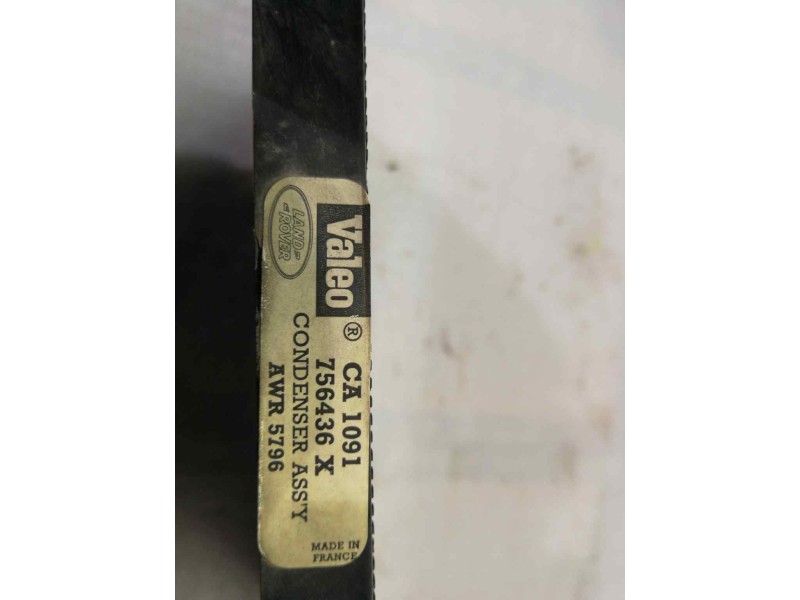 LAND
ROVER
Valeo ®
CA 1091
756436 X
CONDENSER ASS'Y
AWR 5796
MADE IN
FRANCE